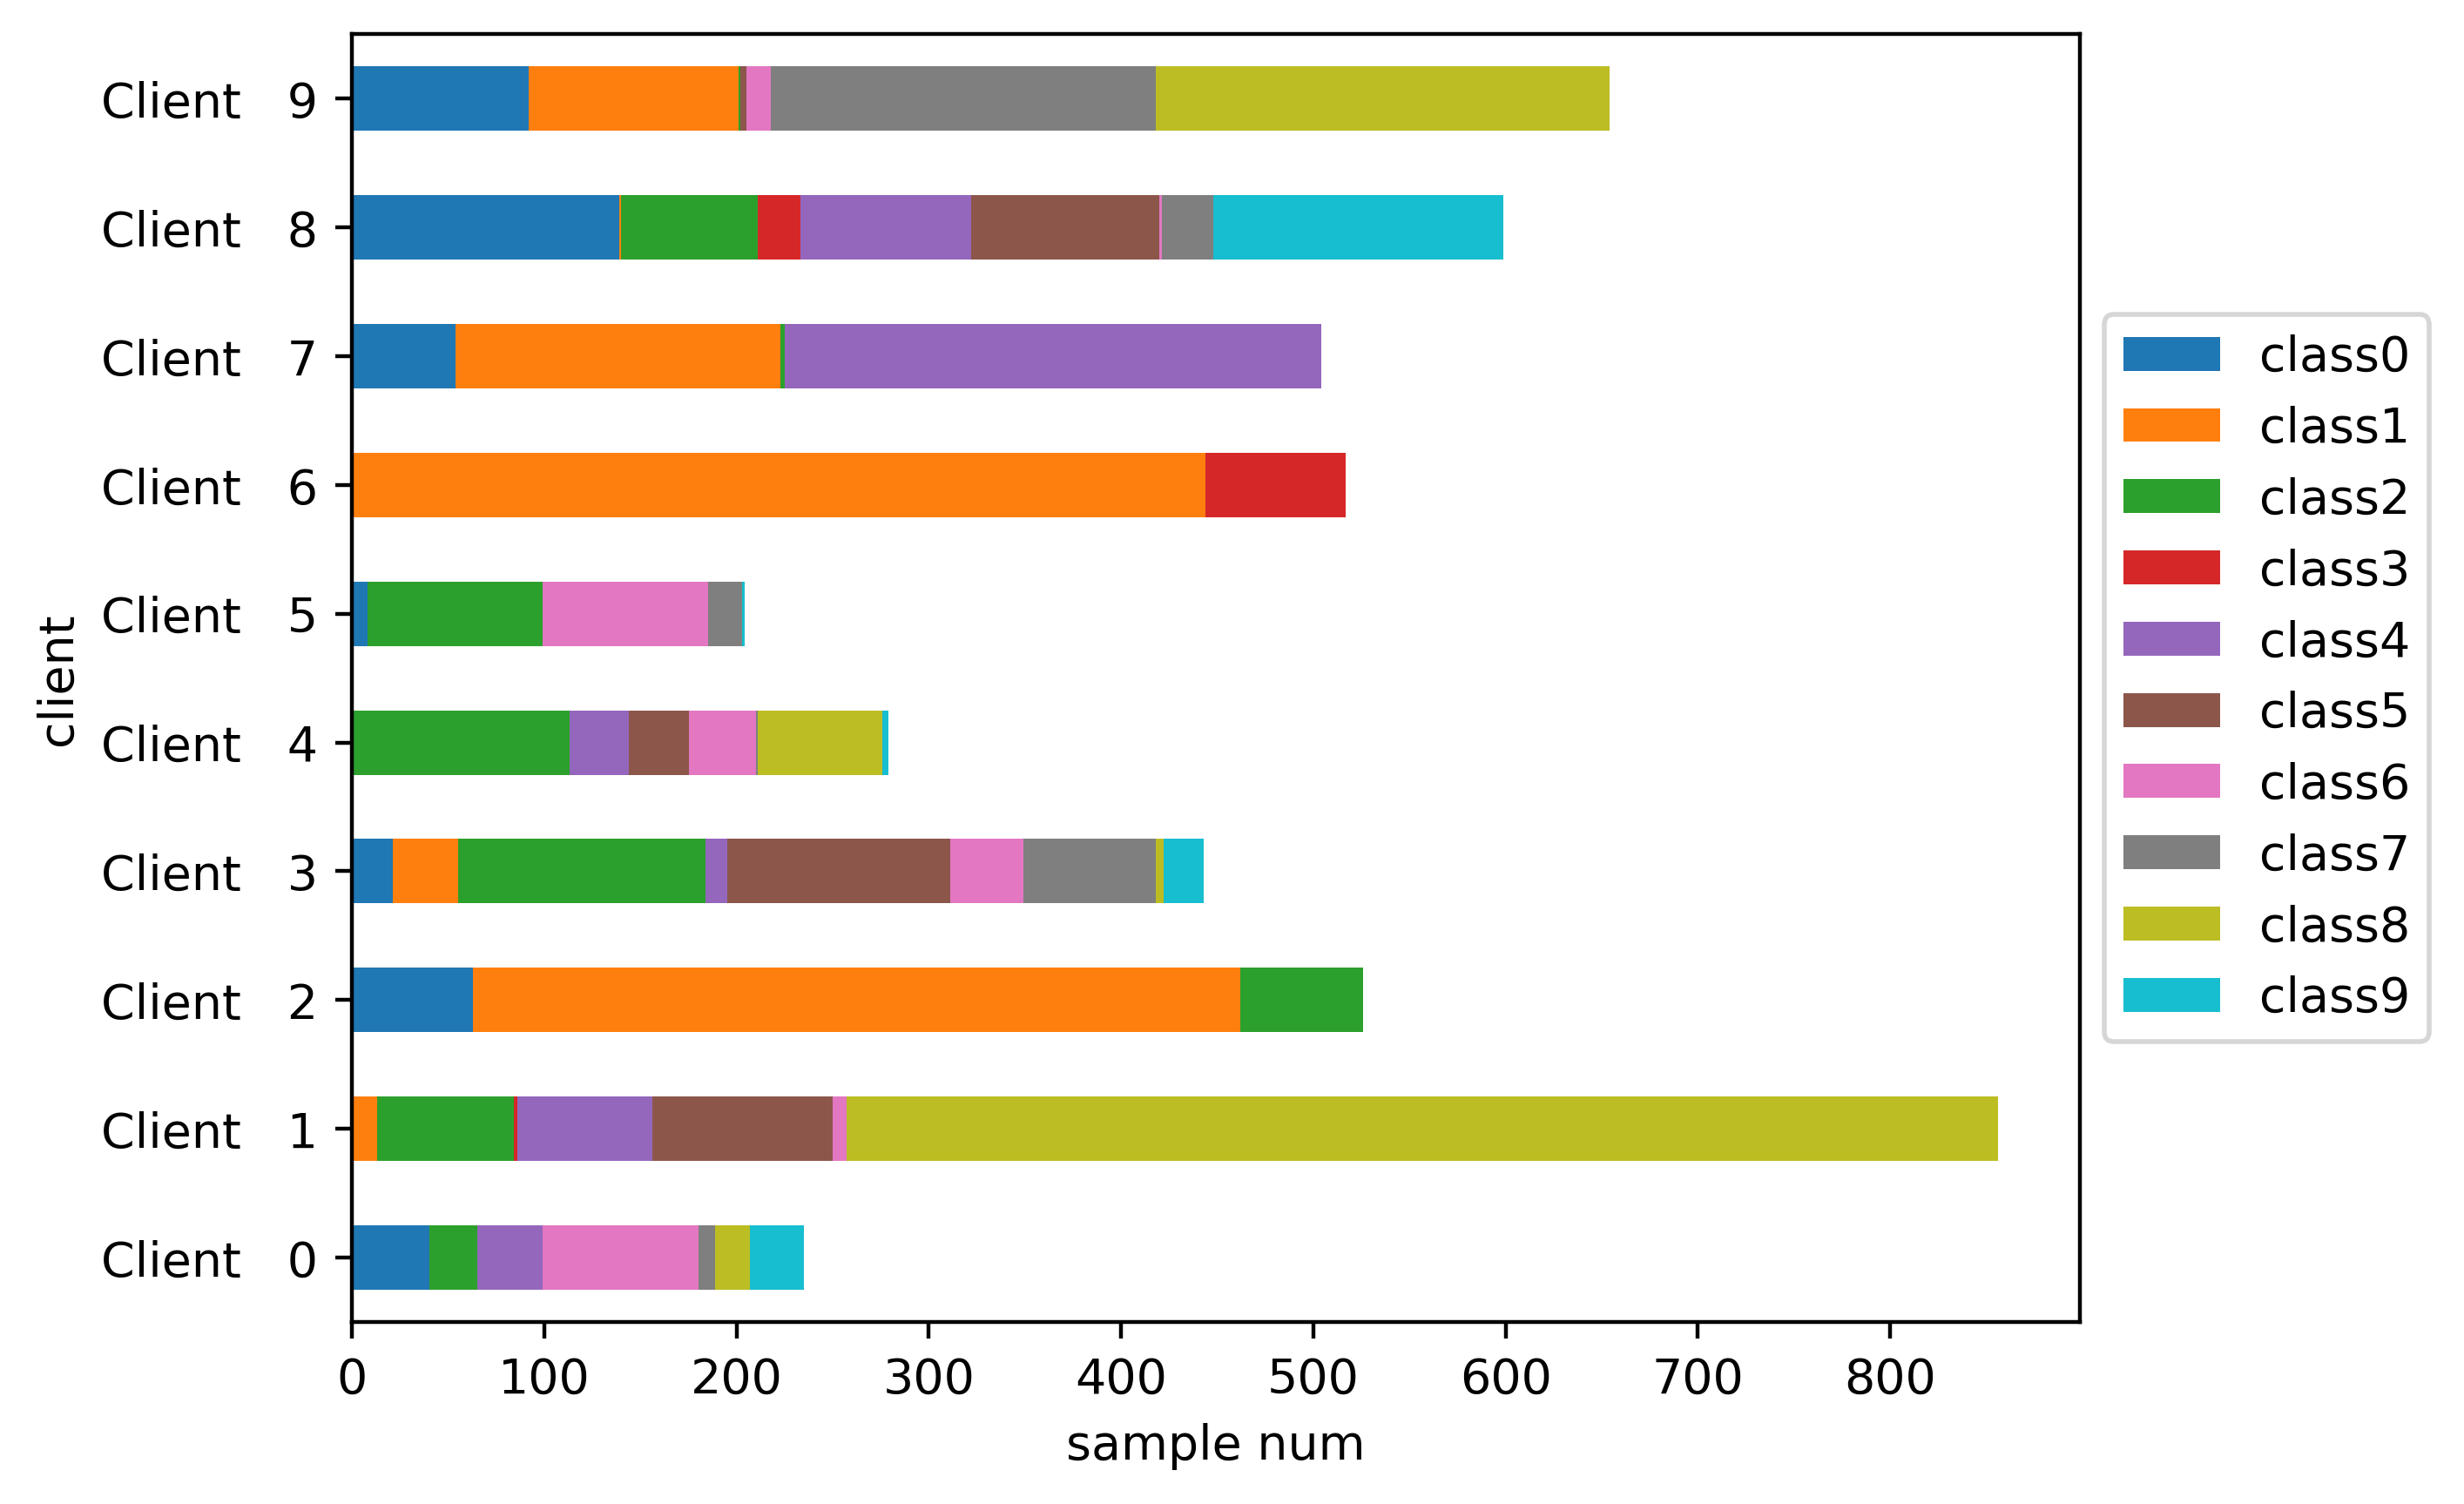 Client 9
Client 8
Client 7
Client 6
Client 5
Client 4
Client 3
Client 2
Client 1
Client 0
client
0 100 200 300 400 500 600 700 800
sample num
class0
class1
class2
class3
class4
class5
class6
class7
class8
class9